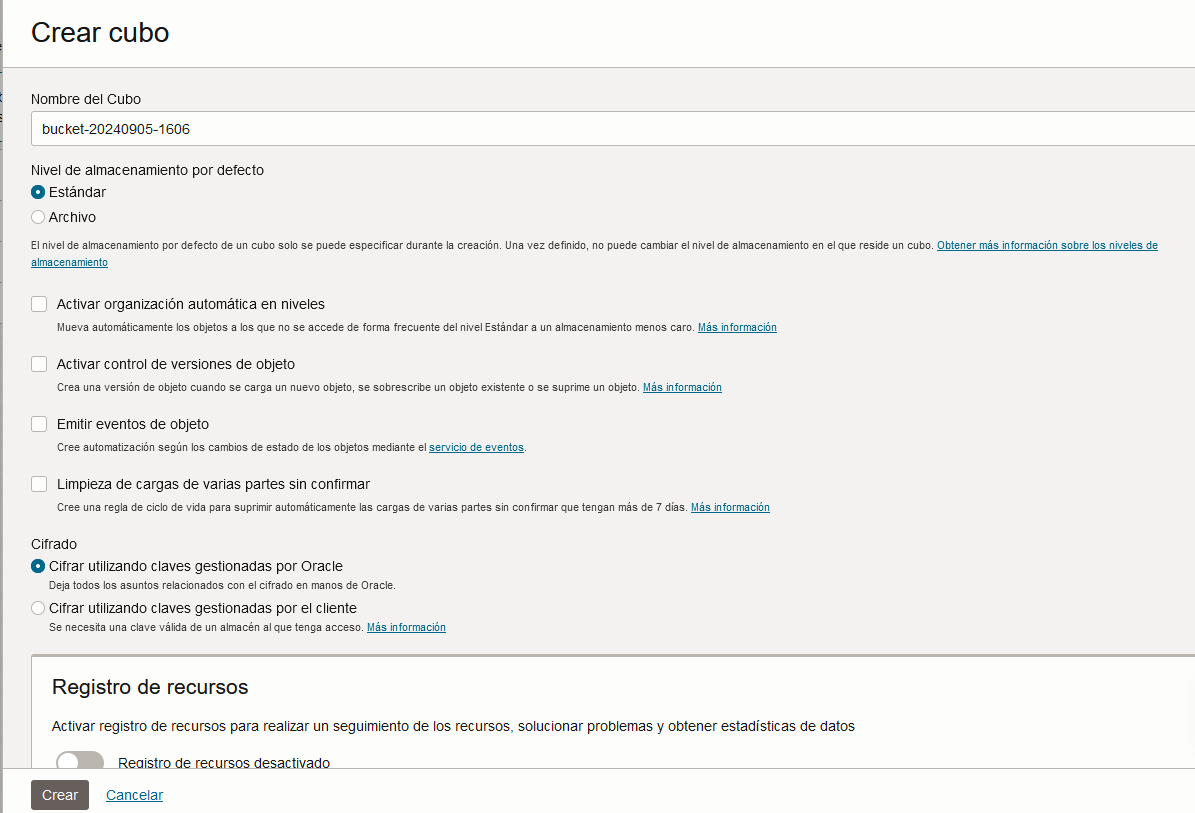 Crear cubo
Nombre del Cubo
bucket-20240905-1606
Nivel de almacenamiento por defecto
Estándar
Archivo
El nivel de almacenamiento por defecto de un cubo solo se puede especificar durante la creación. Una vez definido, no puede cambiar el nivel de almacenamiento en el que reside un cubo. Obtener más información sobre los niveles de
almacenamiento
Activar organización automática en niveles
Mueva automáticamente los objetos a los que no se accede de forma frecuente del nivel Estándar a un almacenamiento menos caro. Más información
Activar control de versiones de objeto
Crea una versión de objeto cuando se carga un nuevo objeto, se sobrescribe un objeto existente o se suprime un objeto. Más información
Emitir eventos de objeto
Cree automatización según los cambios de estado de los objetos mediante el servicio de eventos.
Limpieza de cargas de varias partes sin confirmar
Cree una regla de ciclo de vida para suprimir automáticamente las cargas de varias partes sin confirmar que tengan más de 7 días. Más información
Cifrado
Cifrar utilizando claves gestionadas por Oracle
Deja todos los asuntos relacionados con el cifrado en manos de Oracle.
Cifrar utilizando claves gestionadas por el cliente
Se necesita una clave válida de un almacén al que tenga acceso. Más información
Registro de recursos
Activar registro de recursos para realizar un seguimiento de los recursos, solucionar problemas y obtener estadísticas de datos
Registro de recursos desactivado
Crear Cancelar